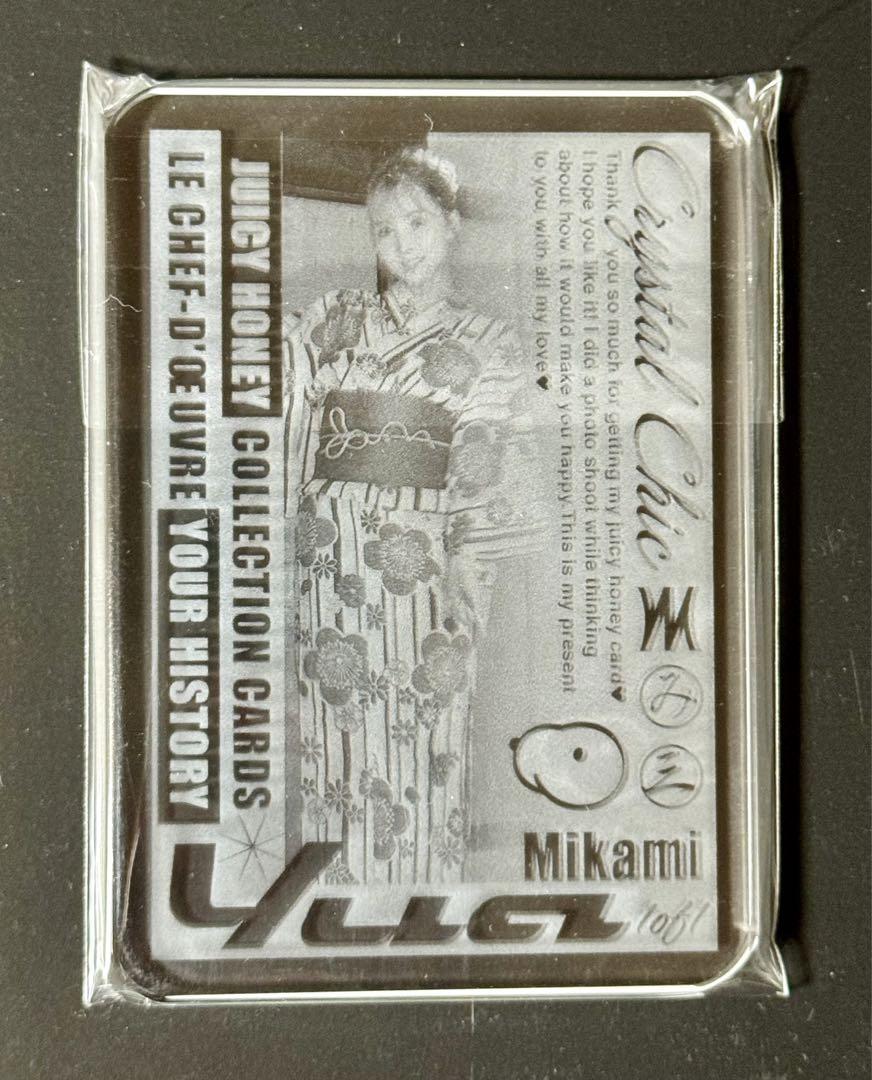 Crystal Chic
Thank you so much for getting my juicy honey card♥
I hope you like it! I did a photo shoot while thinking
about how it would make you happy.This is my present
to you with all my love♥
JUICY HONEY COLLECTION CARDS
LE CHEF-D'ŒUVRE YOUR HISTORY
Mikami
Yua
1of1